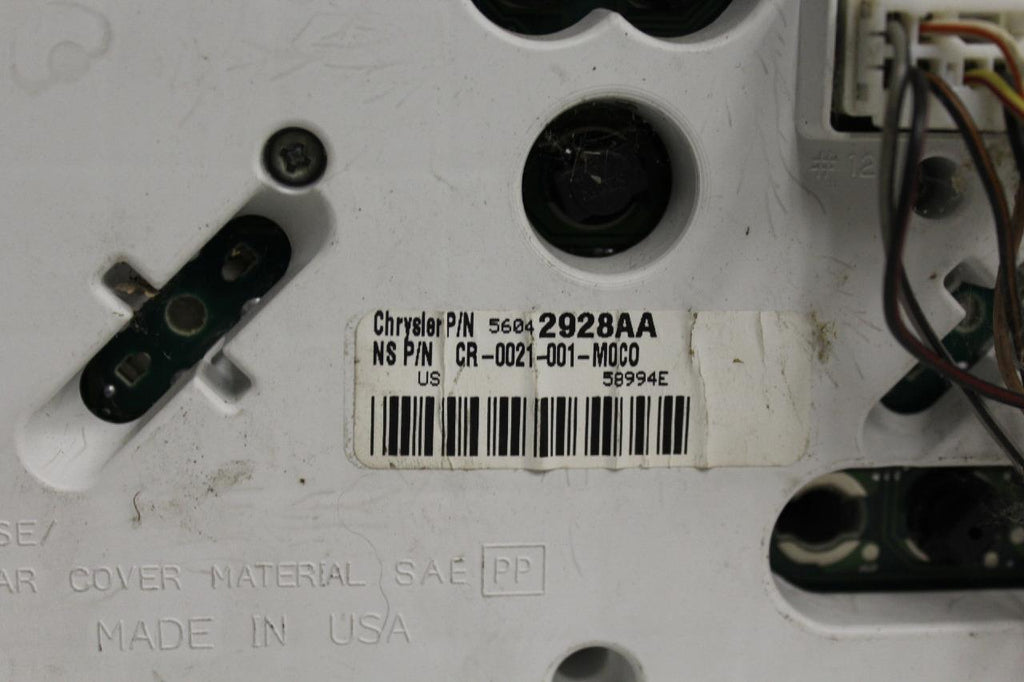 # 12
Chrysler P/N 56042928AA
NS P/N CR-0021-001-M0C0
US 58994E
SE/
AR COVER MATERIAL SAE PP
MADE IN USA